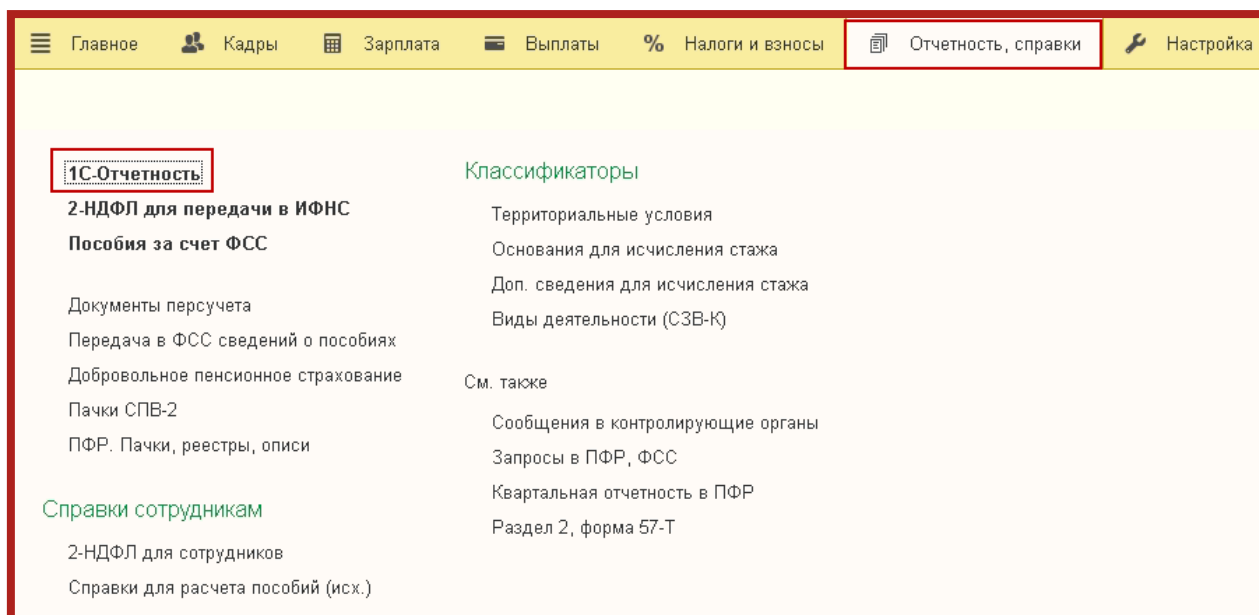 Главное Кадры Зарплата Выплаты % Налоги и взносы Отчетность, справки Настройка
1С-Отчетность
2-НДФЛ для передачи в ИФНС
Пособия за счет ФСС
Документы персучета
Передача в ФСС сведений о пособиях
Добровольное пенсионное страхование
Пачки СПВ-2
ПФР. Пачки, реестры, описи
Справки сотрудникам
2-НДФЛ для сотрудников
Справки для расчета пособий (исх.)
Классификаторы
Территориальные условия
Основания для исчисления стажа
Доп. сведения для исчисления стажа
Виды деятельности (СЗВ-К)
См. также
Сообщения в контролирующие органы
Запросы в ПФР, ФСС
Квартальная отчетность в ПФР
Раздел 2, форма 57-Т